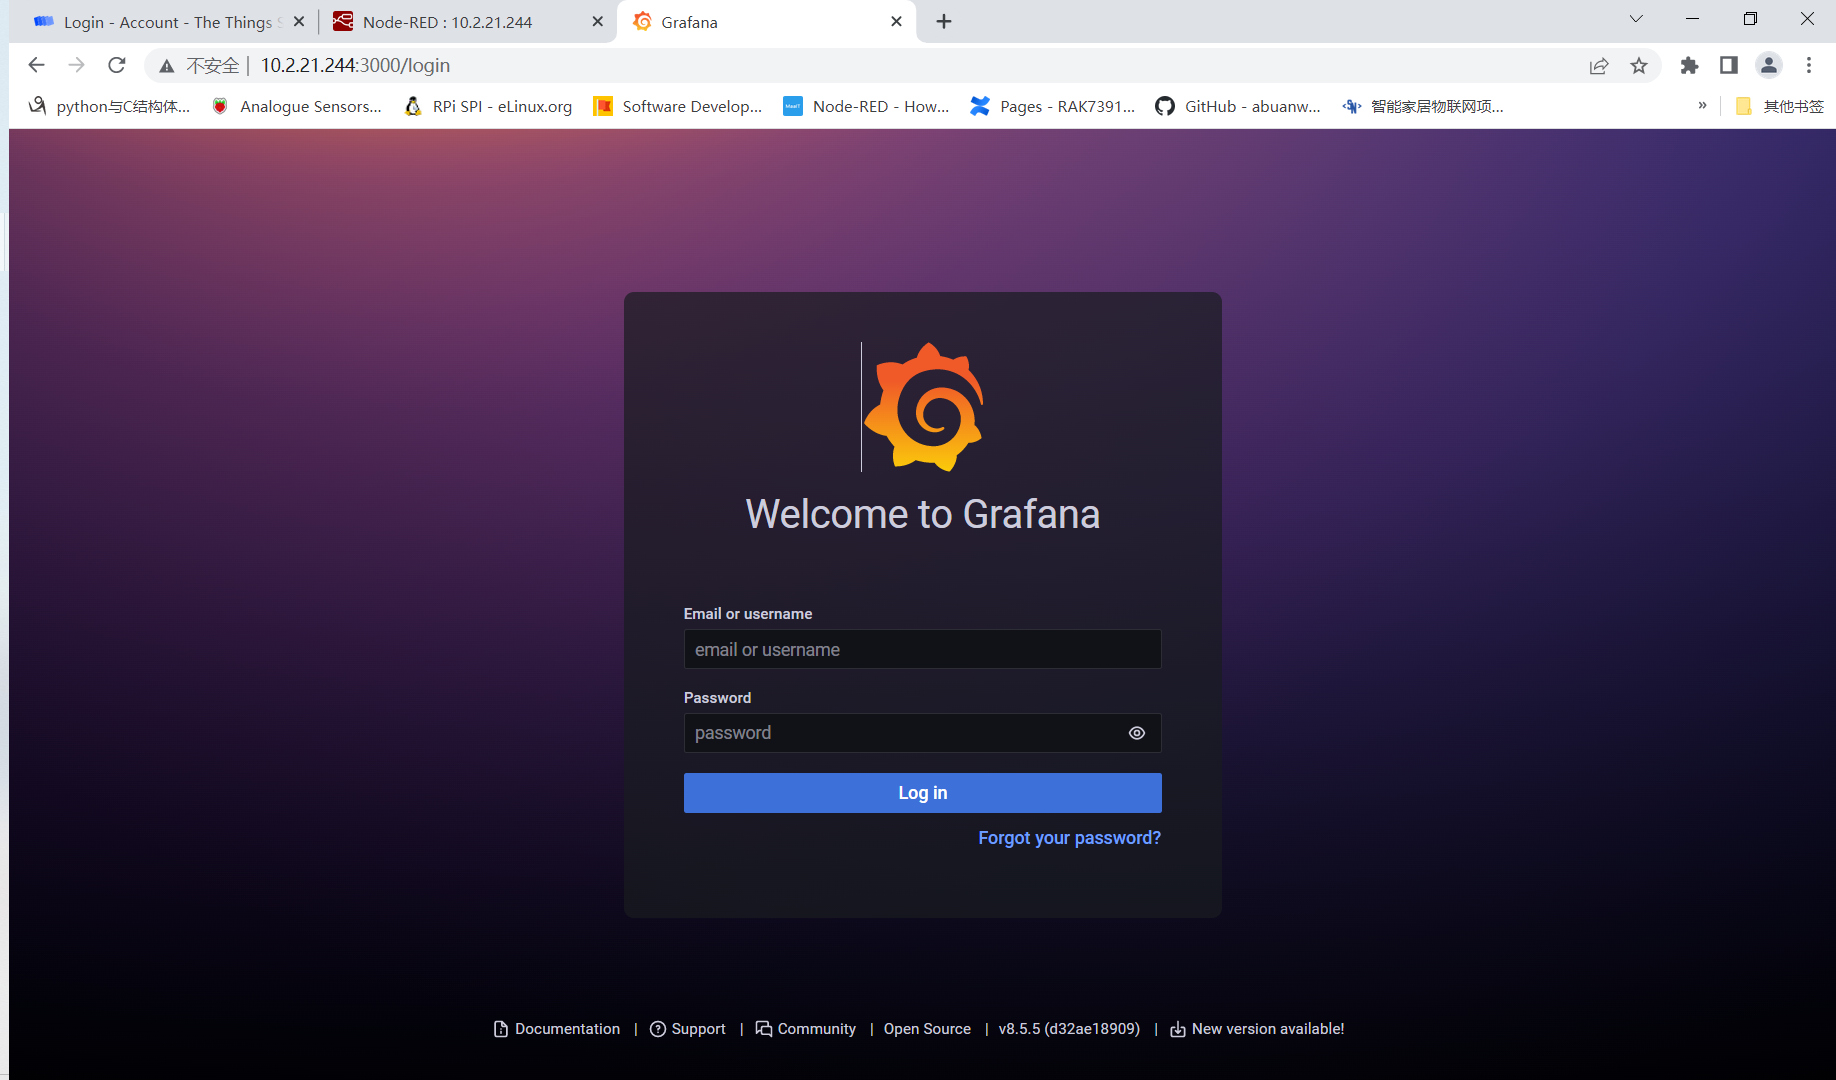 Login - Account - The Things S
Node-RED : 10.2.21.244
Grafana
不安全 | 10.2.21.244:3000/login
python与C结构体...
Analogue Sensors...
RPi SPI - eLinux.org
Software Develop...
Node-RED - How...
Pages - RAK7391...
GitHub - abuanw...
智能家居物联网项...
»
其他书签
Welcome to Grafana
Email or username
email or username
Password
password
Log in
Forgot your password?
Documentation | Support | Community | Open Source | v8.5.5 (d32ae18909) | New version available!